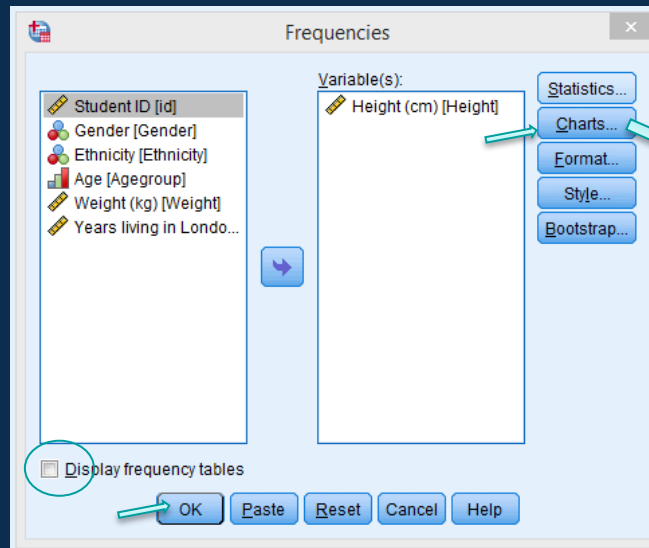 Frequencies
Variable(s):
Student ID [id]
Gender [Gender]
Ethnicity [Ethnicity]
Age [Agegroup]
Weight (kg) [Weight]
Years living in Londo...
Height (cm) [Height]
Statistics...
Charts...
Format...
Style...
Bootstrap...
Display frequency tables
OK
Paste
Reset
Cancel
Help